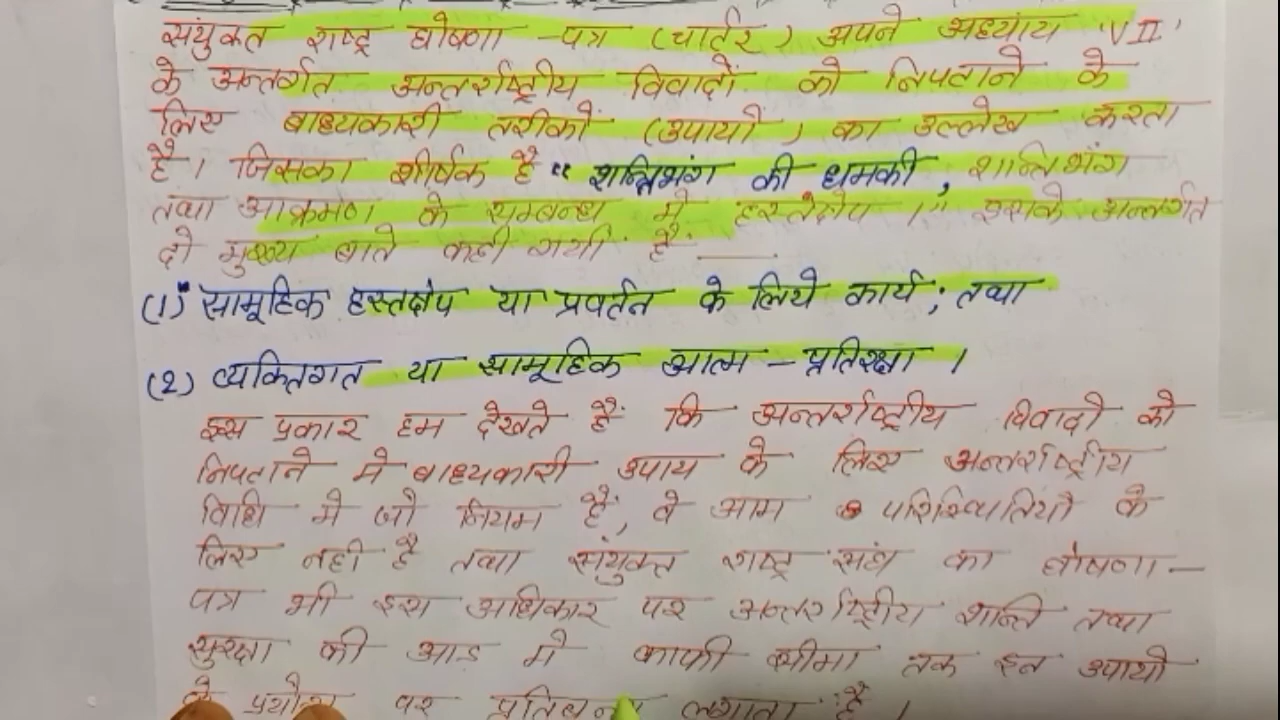 संयुक्त राष्ट्र घोषणा -पत्र (चार्टर) अपने अध्याय 'VII'
के अन्तर्गत अन्तर्राष्ट्रीय विवादों को निपटाने के
लिए बाध्यकारी तरीकों (उपायों) का उल्लेख करता
है। जिसका शीर्षक है “ शान्तिभंग की धमकी, शान्तिभंग
तथा आक्रमण के सम्बन्ध में हस्तक्षेप ।” इसके अन्तर्गत
दो मुख्य बाते कही गयी है —
(1) सामूहिक हस्तक्षेप या प्रवर्तन के लिये कार्य ; तथा
(2) व्यक्तिगत या सामूहिक आत्म - प्रतिरक्षा ।
इस प्रकार हम देखते हैं कि अन्तर्राष्ट्रीय विवादो को
निपटाने मे बाध्यकारी उपाय के लिए अन्तर्राष्ट्रीय
विधि मे जो नियम हैं, वे आम परिस्थितियों के
लिए नही है तथा संयुक्त राष्ट्र संघ का घोषणा-
पत्र भी इस अधिकार पर अन्तर्राष्ट्रीय शान्ति तथा
सुरक्षा की आड मे काफी सीमा तक इन उपायो
के प्रयोग पर प्रतिबन्ध लगाता है ।